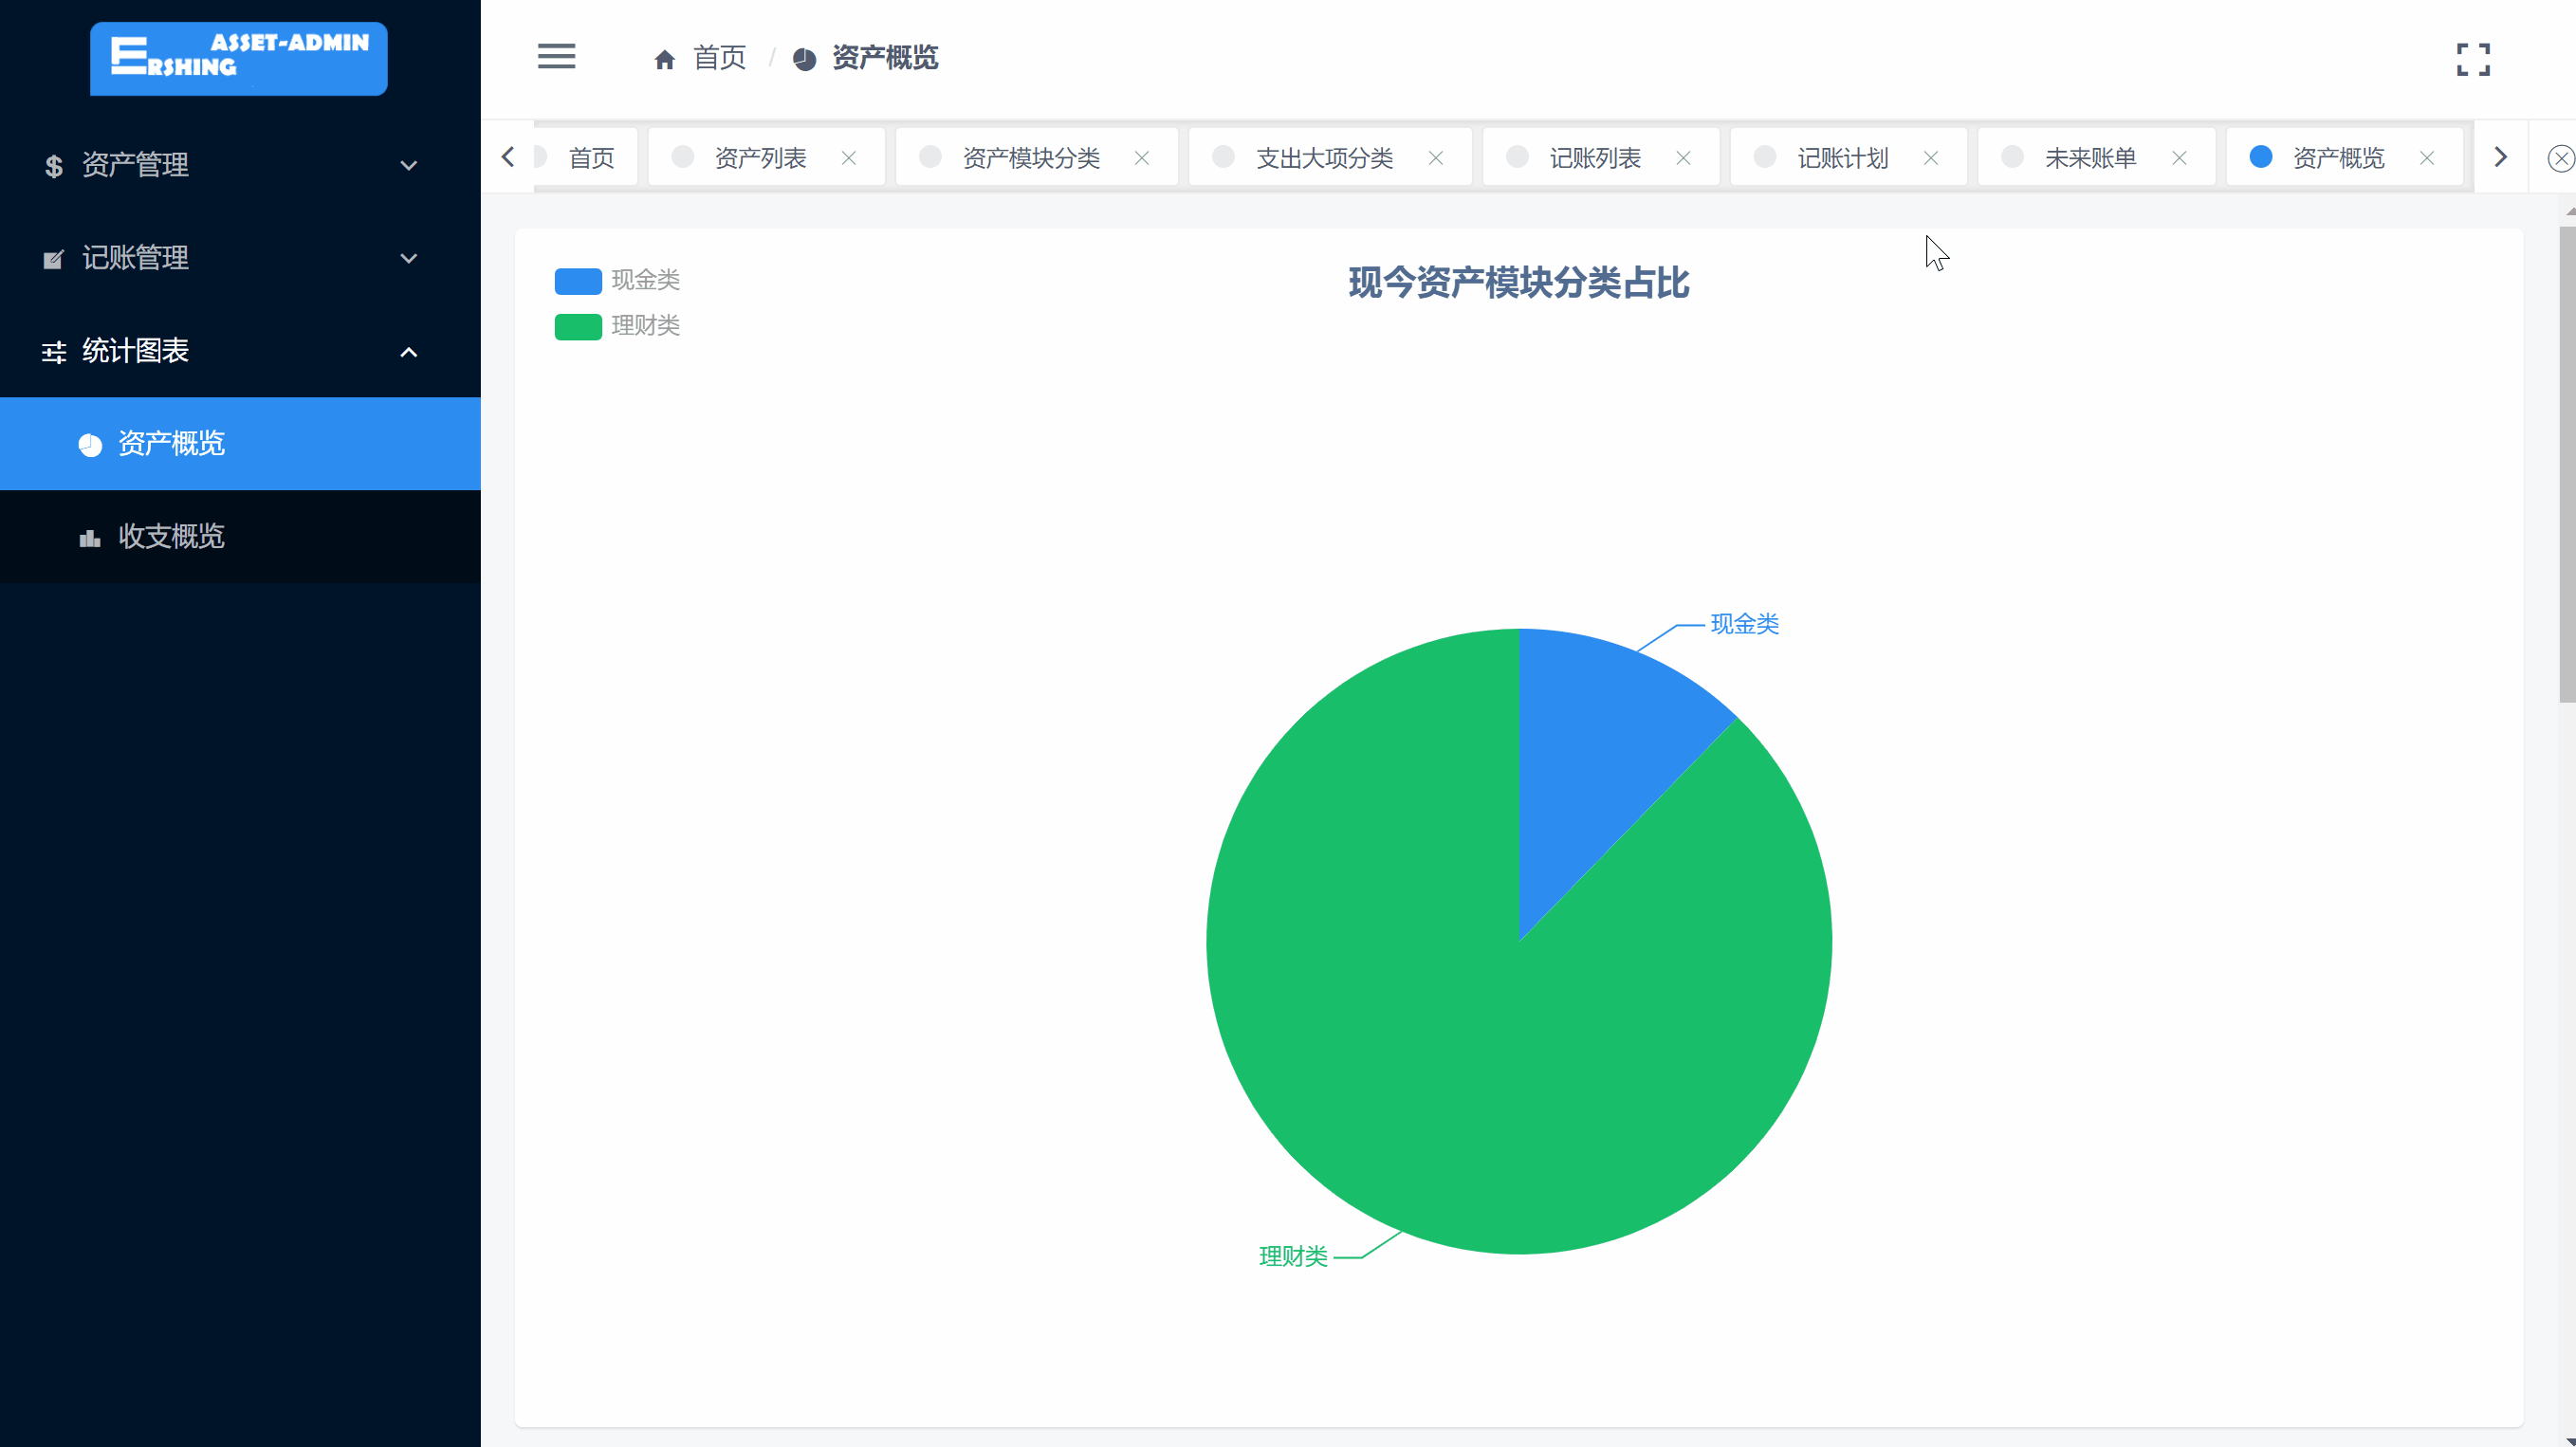 ASSET-ADMIN
ERSHING
资产管理
记账管理
统计图表
资产概览
收支概览
首页 / 资产概览
首页 资产列表 资产模块分类 支出大项分类 记账列表 记账计划 未来账单 资产概览
现今资产模块分类占比
现金类
理财类
现金类
理财类